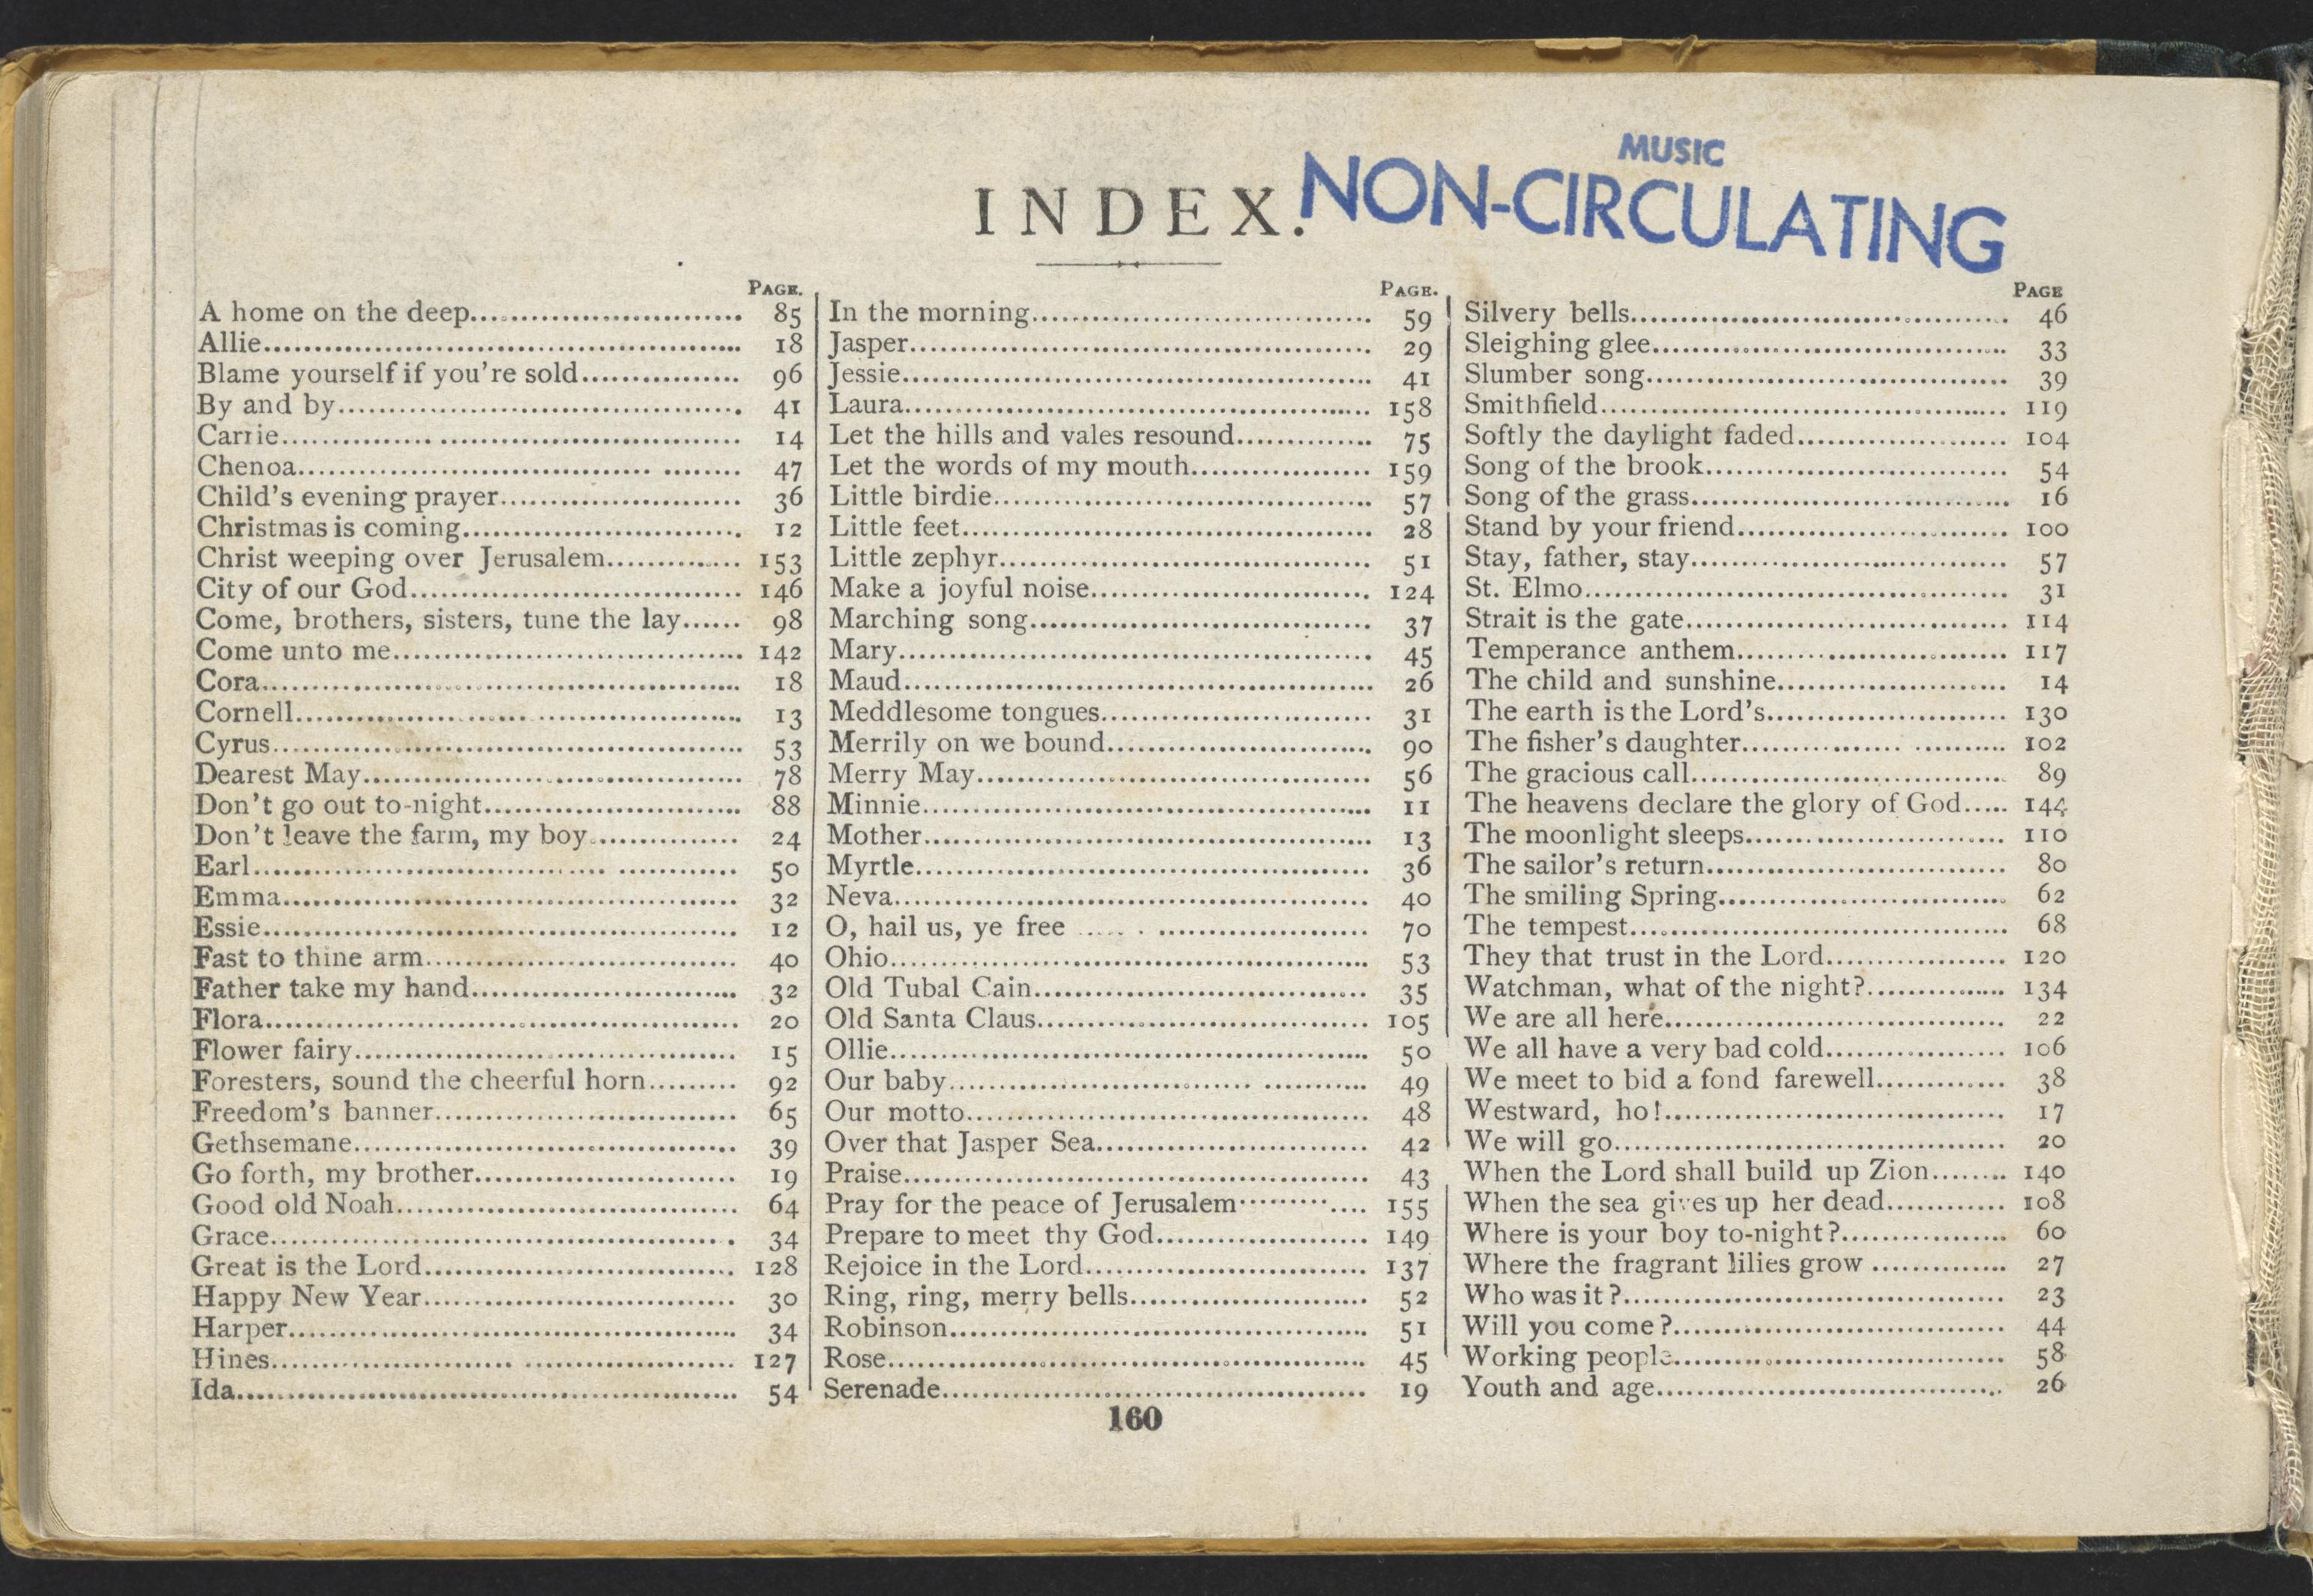 MUSIC
INDEX. NON-CIRCULATING
PAGE.
A home on the deep........................ 85
Allie........................ 18
Blame yourself if you're sold................ 96
By and by........................ 41
Carrie........................ 14
Chenoa........................ 47
Child's evening prayer........................ 36
Christmas is coming........................ 12
Christ weeping over Jerusalem............. 153
City of our God........................ 146
Come, brothers, sisters, tune the lay...... 98
Come unto me........................ 142
Cora........................ 18
Cornell........................ 13
Cyrus........................ 53
Dearest May........................ 78
Don't go out to-night........................ 88
Don't leave the farm, my boy.............. 24
Earl........................ 50
Emma........................ 32
Essie........................ 12
Fast to thine arm........................ 40
Father take my hand........................ 32
Flora........................ 20
Flower fairy........................ 15
Foresters, sound the cheerful horn......... 92
Freedom's banner........................ 65
Gethsemane........................ 39
Go forth, my brother........................ 19
Good old Noah........................ 64
Grace........................ 34
Great is the Lord........................ 128
Happy New Year........................ 30
Harper........................ 34
Hines........................ 127
Ida........................ 54
PAGE.
In the morning........................ 59
Jasper........................ 29
Jessie........................ 41
Laura........................ 158
Let the hills and vales resound.............. 75
Let the words of my mouth.................. 159
Little birdie........................ 57
Little feet........................ 28
Little zephyr........................ 51
Make a joyful noise........................ 124
Marching song........................ 37
Mary........................ 45
Maud........................ 26
Meddlesome tongues........................ 31
Merrily on we bound........................ 90
Merry May........................ 56
Minnie........................ 11
Mother........................ 13
Myrtle........................ 36
Neva........................ 40
O, hail us, ye free ........................ 70
Ohio........................ 53
Old Tubal Cain........................ 35
Old Santa Claus........................ 105
Ollie........................ 50
Our baby........................ 49
Our motto........................ 48
Over that Jasper Sea........................ 42
Praise........................ 43
Pray for the peace of Jerusalem............. 155
Prepare to meet thy God..................... 149
Rejoice in the Lord........................ 137
Ring, ring, merry bells........................ 52
Robinson........................ 51
Rose........................ 45
Serenade........................ 19
PAGE
Silvery bells........................ 46
Sleighing glee........................ 33
Slumber song........................ 39
Smithfield........................ 119
Softly the daylight faded..................... 104
Song of the brook........................ 54
Song of the grass........................ 16
Stand by your friend........................ 100
Stay, father, stay........................ 57
St. Elmo........................ 31
Strait is the gate........................ 114
Temperance anthem........................ 117
The child and sunshine....................... 14
The earth is the Lord's........................ 130
The fisher's daughter........................ 102
The gracious call........................ 89
The heavens declare the glory of God..... 144
The moonlight sleeps........................ 110
The sailor's return........................ 80
The smiling Spring........................ 62
The tempest........................ 68
They that trust in the Lord.................. 120
Watchman, what of the night?.............. 134
We are all here........................ 22
We all have a very bad cold.................. 106
We meet to bid a fond farewell............. 38
Westward, ho!........................ 17
We will go........................ 20
When the Lord shall build up Zion........ 140
When the sea gives up her dead............ 108
Where is your boy to-night?................. 60
Where the fragrant lilies grow .............. 27
Who was it?........................ 23
Will you come?........................ 44
Working people........................ 58
Youth and age........................ 26
160